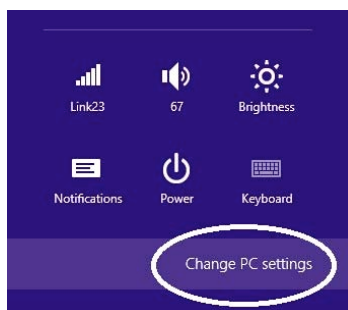 Link23 67 Brightness
Notifications Power Keyboard
Change PC settings